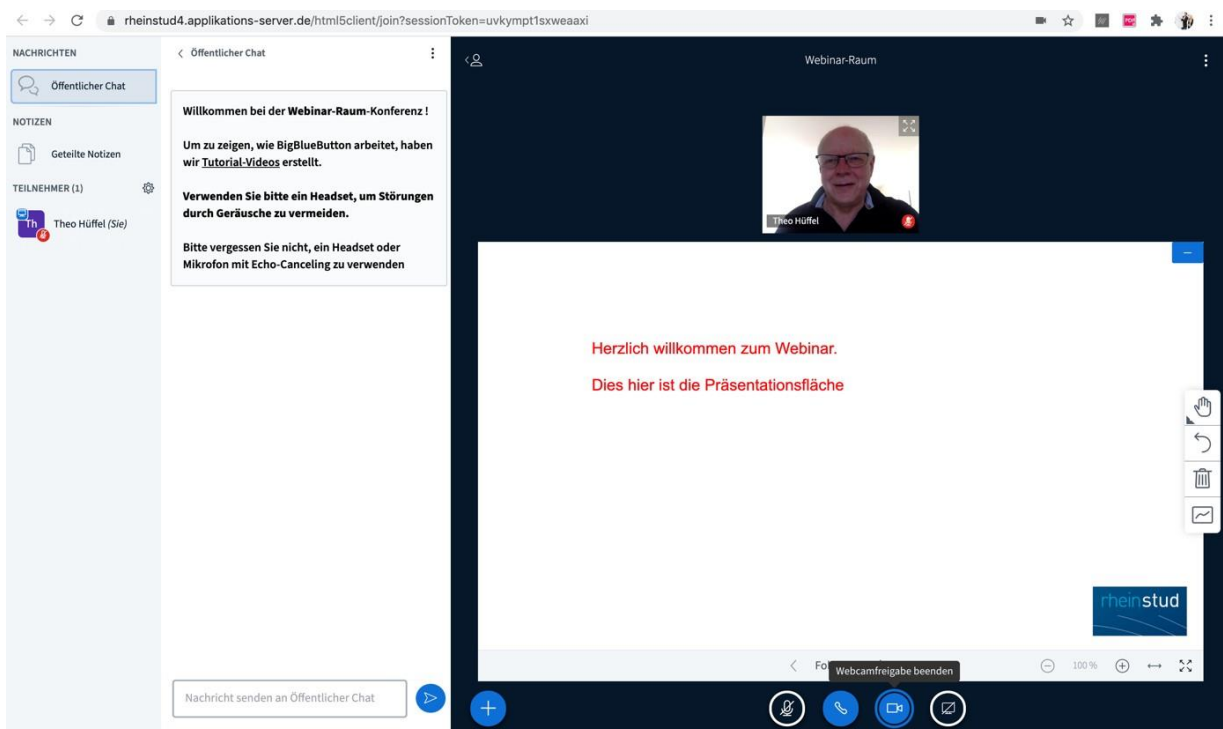 rheinstud4.applikations-server.de/html5client/join?sessionToken=uvkympt1sxweaaxi
NACHRICHTEN
Öffentlicher Chat
NOTIZEN
Geteilte Notizen
TEILNEHMER (1)
Th
Theo Hüffel (Sie)
Öffentlicher Chat
Willkommen bei der Webinar-Raum-Konferenz !
Um zu zeigen, wie BigBlueButton arbeitet, haben
wir Tutorial-Videos erstellt.
Verwenden Sie bitte ein Headset, um Störungen
durch Geräusche zu vermeiden.
Bitte vergessen Sie nicht, ein Headset oder
Mikrofon mit Echo-Canceling zu verwenden
Nachricht senden an Öffentlicher Chat
Webinar-Raum
Theo Hüffel
Herzlich willkommen zum Webinar.
Dies hier ist die Präsentationsfläche
rheinstud
100 %
Webcamfreigabe beenden